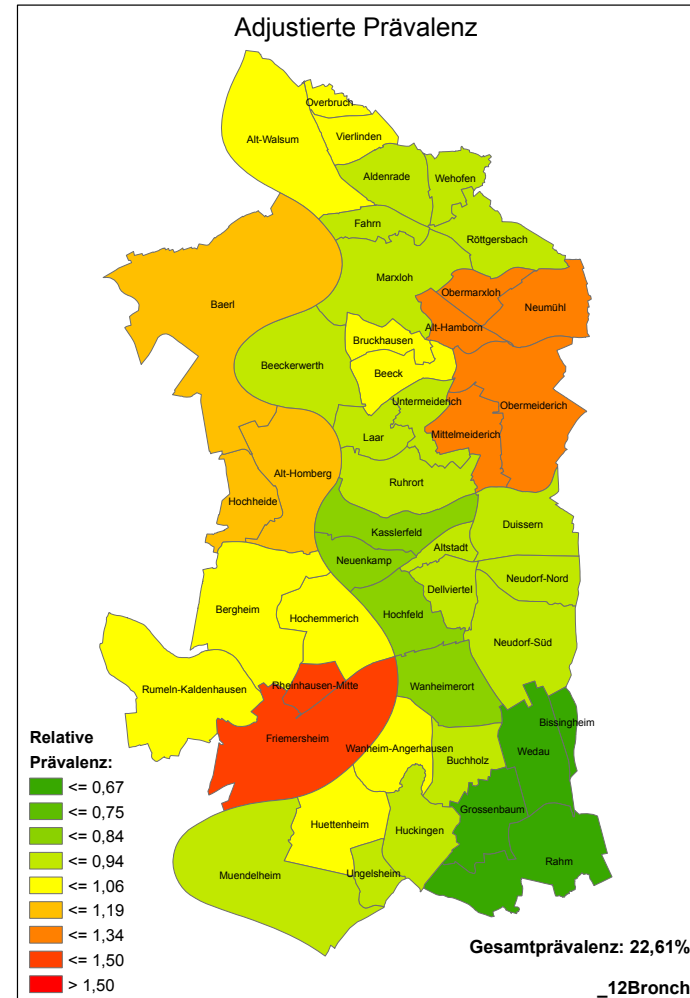 Adjustierte Prävalenz
Overbruch
Alt-Walsum
Vierlinden
Aldenrade
Wehofen
Fahrn
Röttgersbach
Marxloh
Obermarxloh
Neumühl
Baerl
Alt-Hamborn
Bruckhausen
Beeckerwerth
Beeck
Untermeiderich
Obermeiderich
Laar
Mittelmeiderich
Alt-Homberg
Ruhrort
Hochheide
Duissern
Kasslerfeld
Altstadt
Neuenkamp
Neudorf-Nord
Dellviertel
Bergheim
Hochemmerich
Hochfeld
Neudorf-Süd
Rumeln-Kaldenhausen
Rheinhausen-Mitte
Wanheimerort
Bissingheim
Friemersheim
Wanheim-Angerhausen
Wedau
Buchholz
Grossenbaum
Huettenheim
Huckingen
Rahm
Muendelheim
Ungelsheim
Relative
Prävalenz:
<= 0,67
<= 0,75
<= 0,84
<= 0,94
<= 1,06
<= 1,19
<= 1,34
<= 1,50
> 1,50
Gesamtprävalenz: 22,61%
_12Bronch